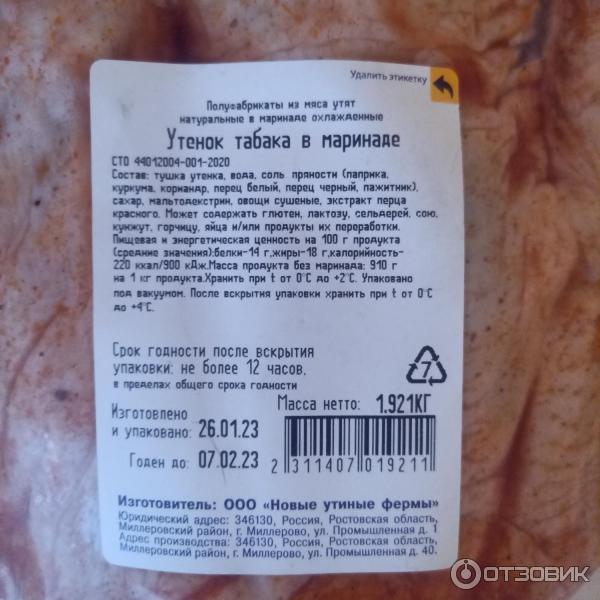 Удалить этикетку
Полуфабрикаты из мяса утят
натуральные в маринаде охлажденные
Утенок табака в маринаде
СТО 44012004-001-2020
Состав: тушка утенка, вода, соль, пряности (паприка,
куркума, кориандр, перец белый, перец черный, пажитник),
сахар, мальтодекстрин, овощи сушеные, экстракт перца
красного. Может содержать глютен, лактозу, сельдерей, сою,
кунжут, горчицу, яйца и/или продукты их переработки.
Пищевая и энергетическая ценность на 100 г продукта
(средние значения):белки-14 г,жиры-18 г,калорийность-
220 ккал/900 кДж.Масса продукта без маринада: 910 г
на 1 кг продукта.Хранить при t от 0°С до +2°С. Упаковано
под вакуумом. После вскрытия упаковки хранить при t от 0°С
до +4°С.
Срок годности после вскрытия
упаковки: не более 12 часов,
в пределах общего срока годности
7
Масса нетто: 1.921КГ
Изготовлено
и упаковано: 26.01.23
Годен до: 07.02.23
2 311407 019211
Изготовитель: ООО «Новые утиные фермы»
Юридический адрес: 346130, Россия, Ростовская область,
Миллеровский район, г. Миллерово, ул. Промышленная д. 1
Адрес производства: 346130, Россия, Ростовская область,
Миллеровский район, г. Миллерово, ул. Промышленная д. 40.
ОТЗОВИК